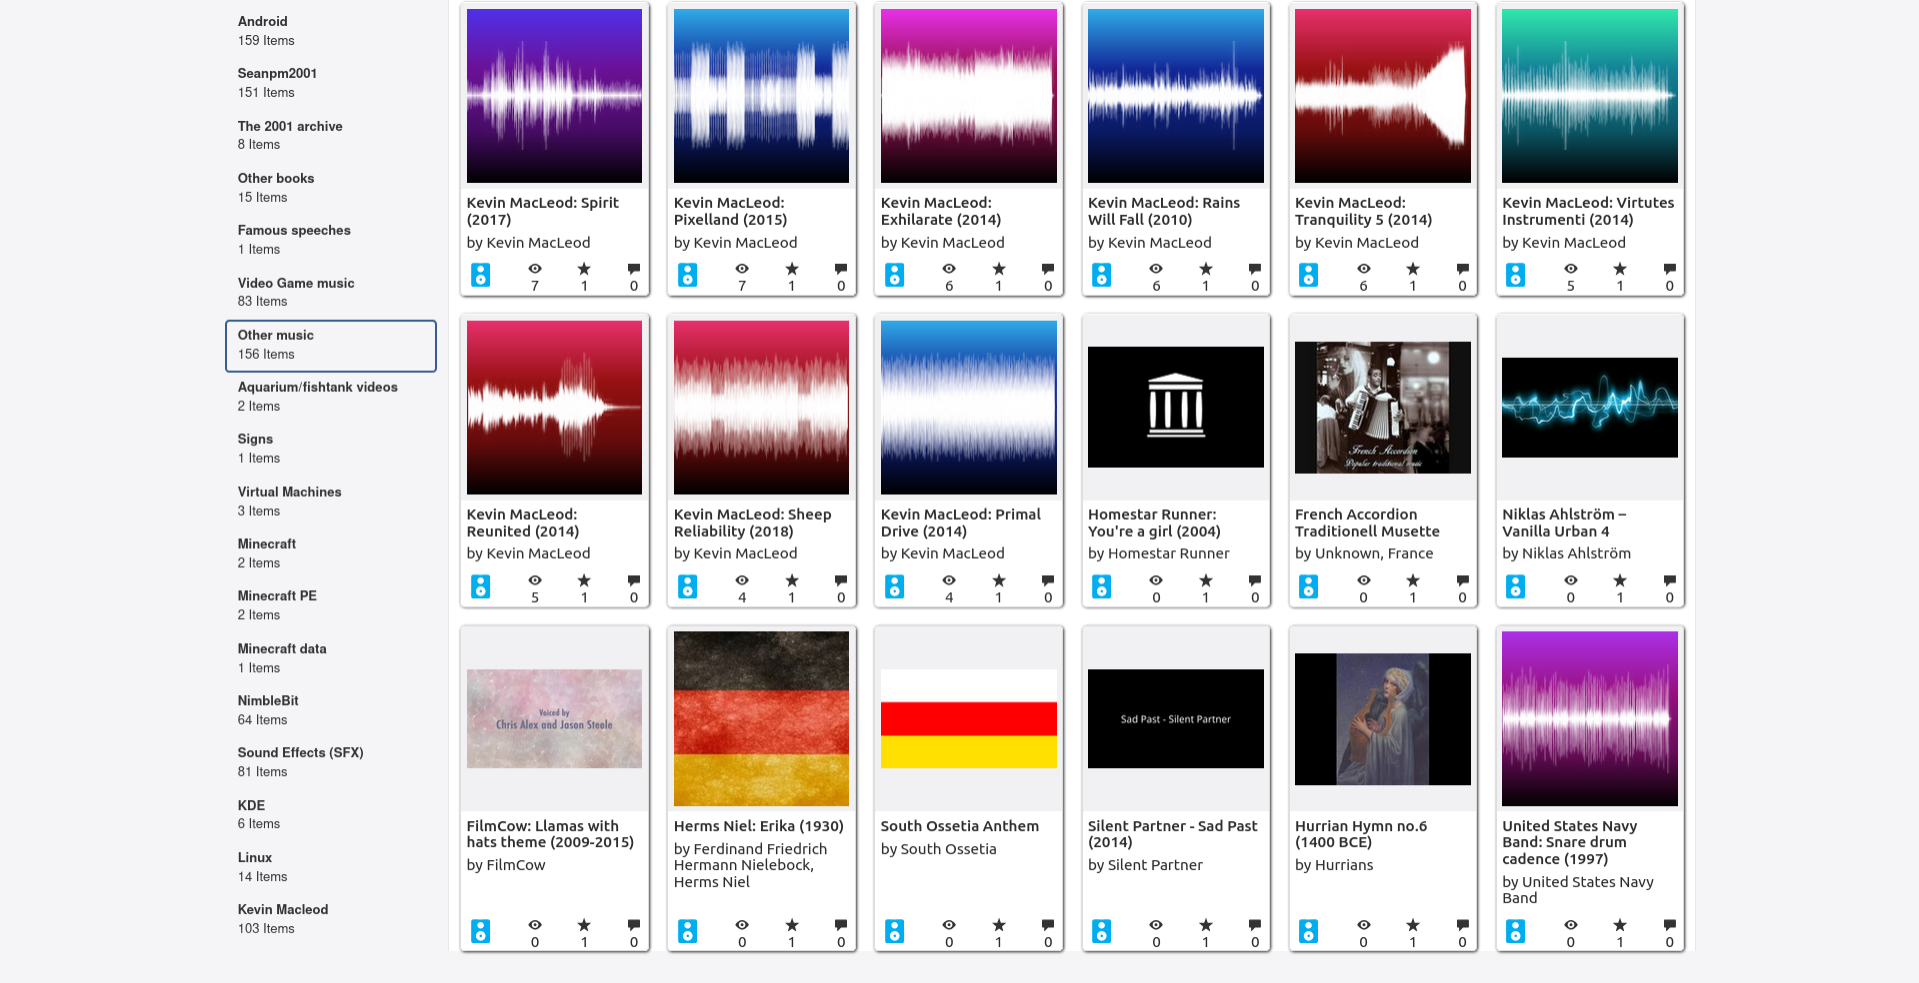 Android
159 Items
Seanpm2001
151 Items
The 2001 archive
8 Items
Other books
15 Items
Famous speeches
1 Items
Video Game music
83 Items
Other music
156 Items
Aquarium/fishtank videos
2 Items
Signs
1 Items
Virtual Machines
3 Items
Minecraft
2 Items
Minecraft PE
2 Items
Minecraft data
1 Items
NimbleBit
64 Items
Sound Effects (SFX)
81 Items
KDE
6 Items
Linux
14 Items
Kevin Macleod
103 Items
Kevin MacLeod: Spirit
(2017)
by Kevin MacLeod
7 1 0
Kevin MacLeod:
Pixelland (2015)
by Kevin MacLeod
7 1 0
Kevin MacLeod:
Exhilarate (2014)
by Kevin MacLeod
6 1 0
Kevin MacLeod: Rains
Will Fall (2010)
by Kevin MacLeod
6 1 0
Kevin MacLeod:
Tranquility 5 (2014)
by Kevin MacLeod
6 1 0
Kevin MacLeod: Virtutes
Instrumenti (2014)
by Kevin MacLeod
5 1 0
Kevin MacLeod:
Reunited (2014)
by Kevin MacLeod
5 1 0
Kevin MacLeod: Sheep
Reliability (2018)
by Kevin MacLeod
4 1 0
Kevin MacLeod: Primal
Drive (2014)
by Kevin MacLeod
4 1 0
Homestar Runner:
You're a girl (2004)
by Homestar Runner
0 1 0
French Accordion
Popular traditional music
French Accordion
Traditionell Musette
by Unknown, France
0 1 0
Niklas Ahlström –
Vanilla Urban 4
by Niklas Ahlström
0 1 0
Voiced by
Chris Alex and Jason Steele
FilmCow: Llamas with
hats theme (2009-2015)
by FilmCow
0 1 0
Herms Niel: Erika (1930)
by Ferdinand Friedrich
Hermann Nielebock,
Herms Niel
0 1 0
South Ossetia Anthem
by South Ossetia
0 1 0
Sad Past - Silent Partner
Silent Partner - Sad Past
(2014)
by Silent Partner
0 1 0
Hurrian Hymn no.6
(1400 BCE)
by Hurrians
0 1 0
United States Navy
Band: Snare drum
cadence (1997)
by United States Navy
Band
0 1 0